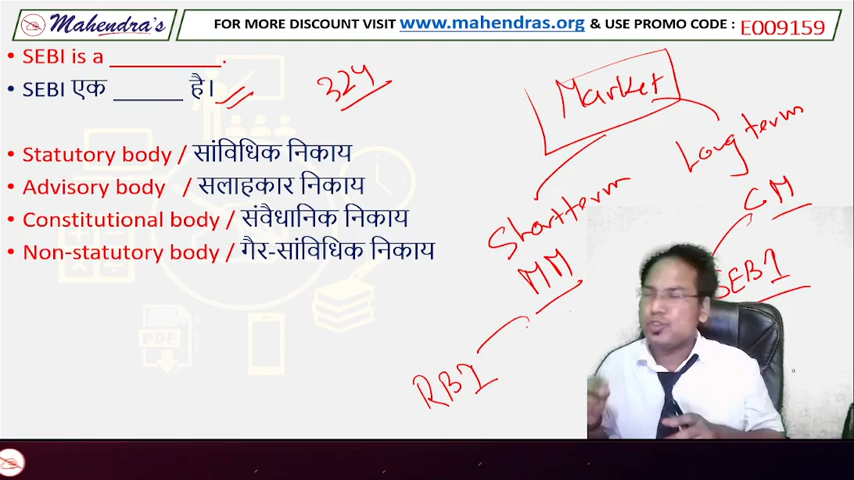 Mahendra's
FOR MORE DISCOUNT VISIT www.mahendras.org & USE PROMO CODE : E009159
• SEBI is a __________.
• SEBI एक ______ है।
324
Market
• Statutory body / सांविधिक निकाय
• Advisory body / सलाहकार निकाय
• Constitutional body / संवैधानिक निकाय
• Non-statutory body / गैर-सांविधिक निकाय
Long term
Short term
CM
MM
SEBI
RBI
PDF